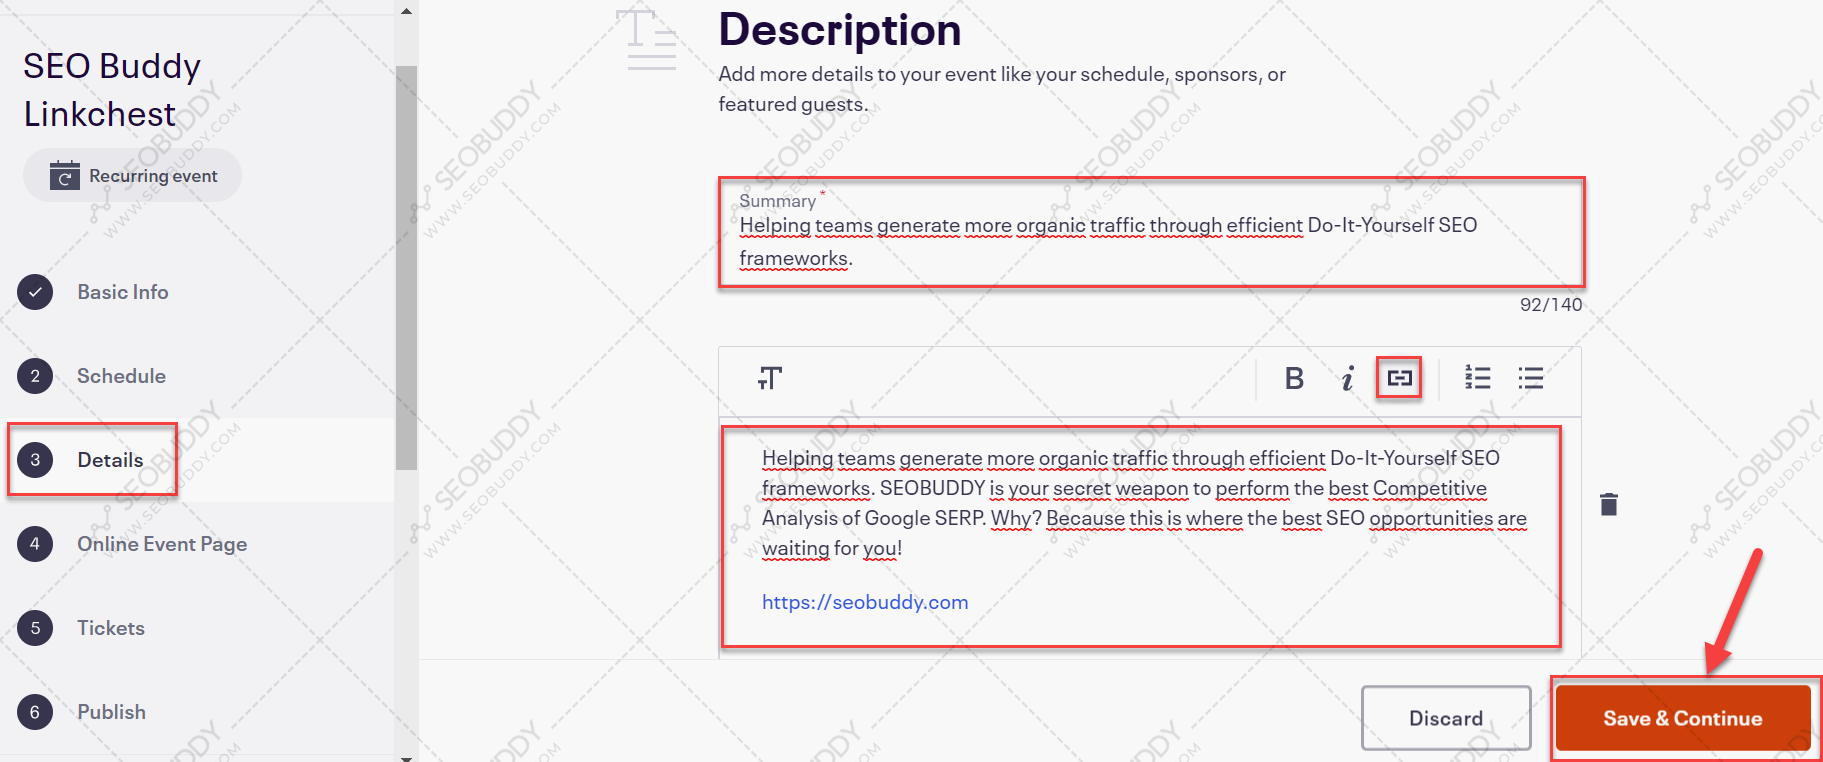 SEO Buddy
Linkchest
Recurring event
Basic Info
2 Schedule
3 Details
4 Online Event Page
5 Tickets
6 Publish
Description
Add more details to your event like your schedule, sponsors, or
featured guests.
Summary *
Helping teams generate more organic traffic through efficient Do-It-Yourself SEO
frameworks.
92/140
B i
Helping teams generate more organic traffic through efficient Do-It-Yourself SEO
frameworks. SEOBUDDY is your secret weapon to perform the best Competitive
Analysis of Google SERP. Why? Because this is where the best SEO opportunities are
waiting for you!
https://seobuddy.com
Discard
Save & Continue
SEOBUDDY
WWW.SEOBUDDY.COM